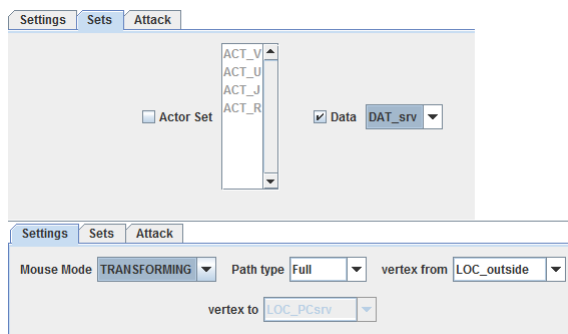 Settings Sets Attack
ACT_V
ACT_U
ACT_J
ACT_R
Actor Set
Data DAT_srv
Settings Sets Attack
Mouse Mode TRANSFORMING Path type Full vertex from LOC_outside
vertex to LOC_PCsrv